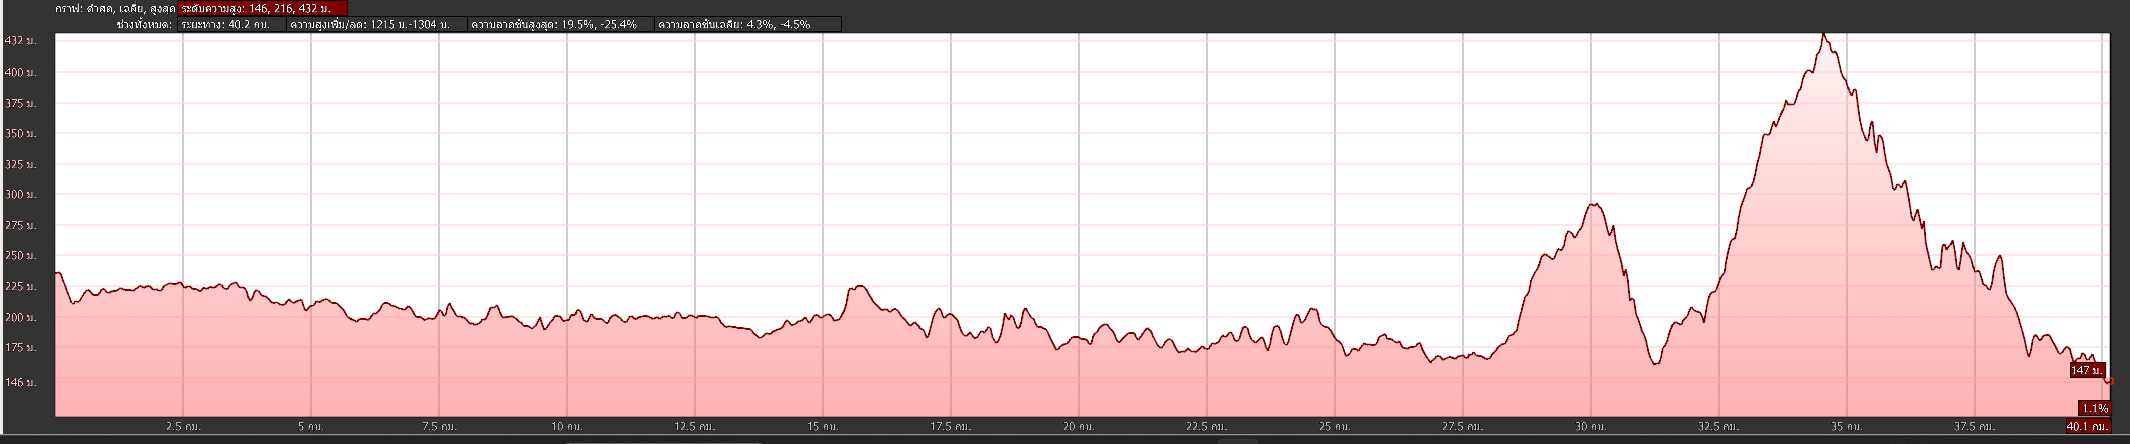 กราฟ: ต่ำสุด, เฉลี่ย, สูงสุด ระดับความสูง: 146, 216, 432 ม.
ช่วงทั้งหมด: ระยะทาง: 40.2 กม. ความสูงเพิ่ม/ลด: 1215 ม.-1304 ม. ความลาดชันสูงสุด: 19.5%, -25.4% ความลาดชันเฉลี่ย: 4.3%, -4.5%
432 ม.
400 ม.
375 ม.
350 ม.
325 ม.
300 ม.
275 ม.
250 ม.
225 ม.
200 ม.
175 ม.
147 ม.
146 ม.
1.1%
2.5 กม. 5 กม. 7.5 กม. 10 กม. 12.5 กม. 15 กม. 17.5 กม. 20 กม. 22.5 กม. 25 กม. 27.5 กม. 30 กม. 32.5 กม. 35 กม. 37.5 กม. 40.1 กม.